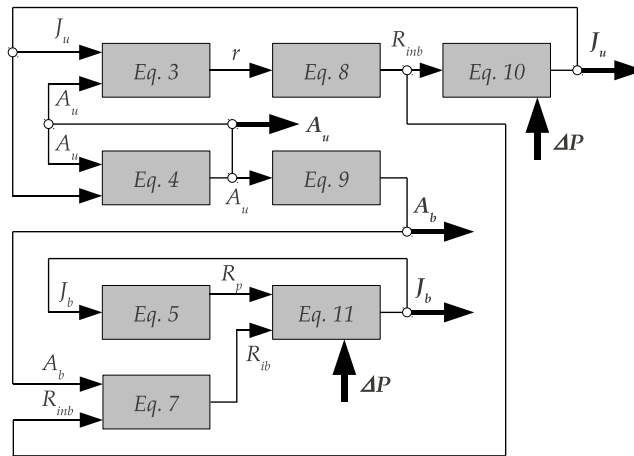 J_u
Eq. 3
r
Eq. 8
R_inb
Eq. 10
J_u
A_u
A_u
A_u
ΔP
Eq. 4
A_u
Eq. 9
A_b
J_b
Eq. 5
R_p
Eq. 11
J_b
R_ib
A_b
Eq. 7
ΔP
R_inb